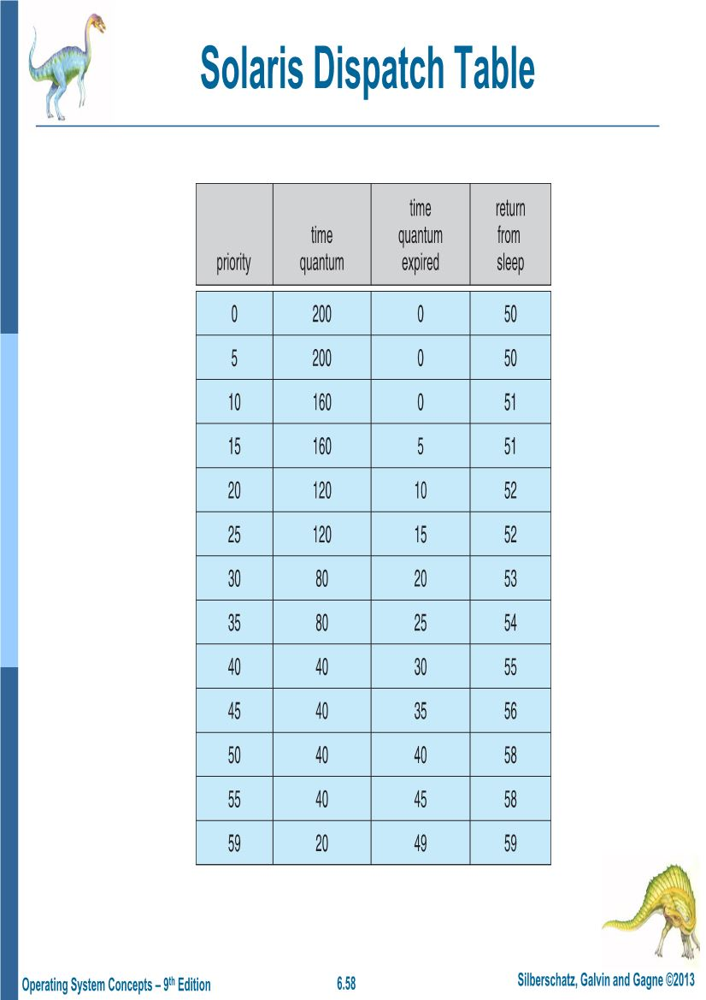 Solaris Dispatch Table
priority time quantum time quantum expired return from sleep
0 200 0 50
5 200 0 50
10 160 0 51
15 160 5 51
20 120 10 52
25 120 15 52
30 80 20 53
35 80 25 54
40 40 30 55
45 40 35 56
50 40 40 58
55 40 45 58
59 20 49 59
Operating System Concepts – 9th Edition 6.58 Silberschatz, Galvin and Gagne ©2013